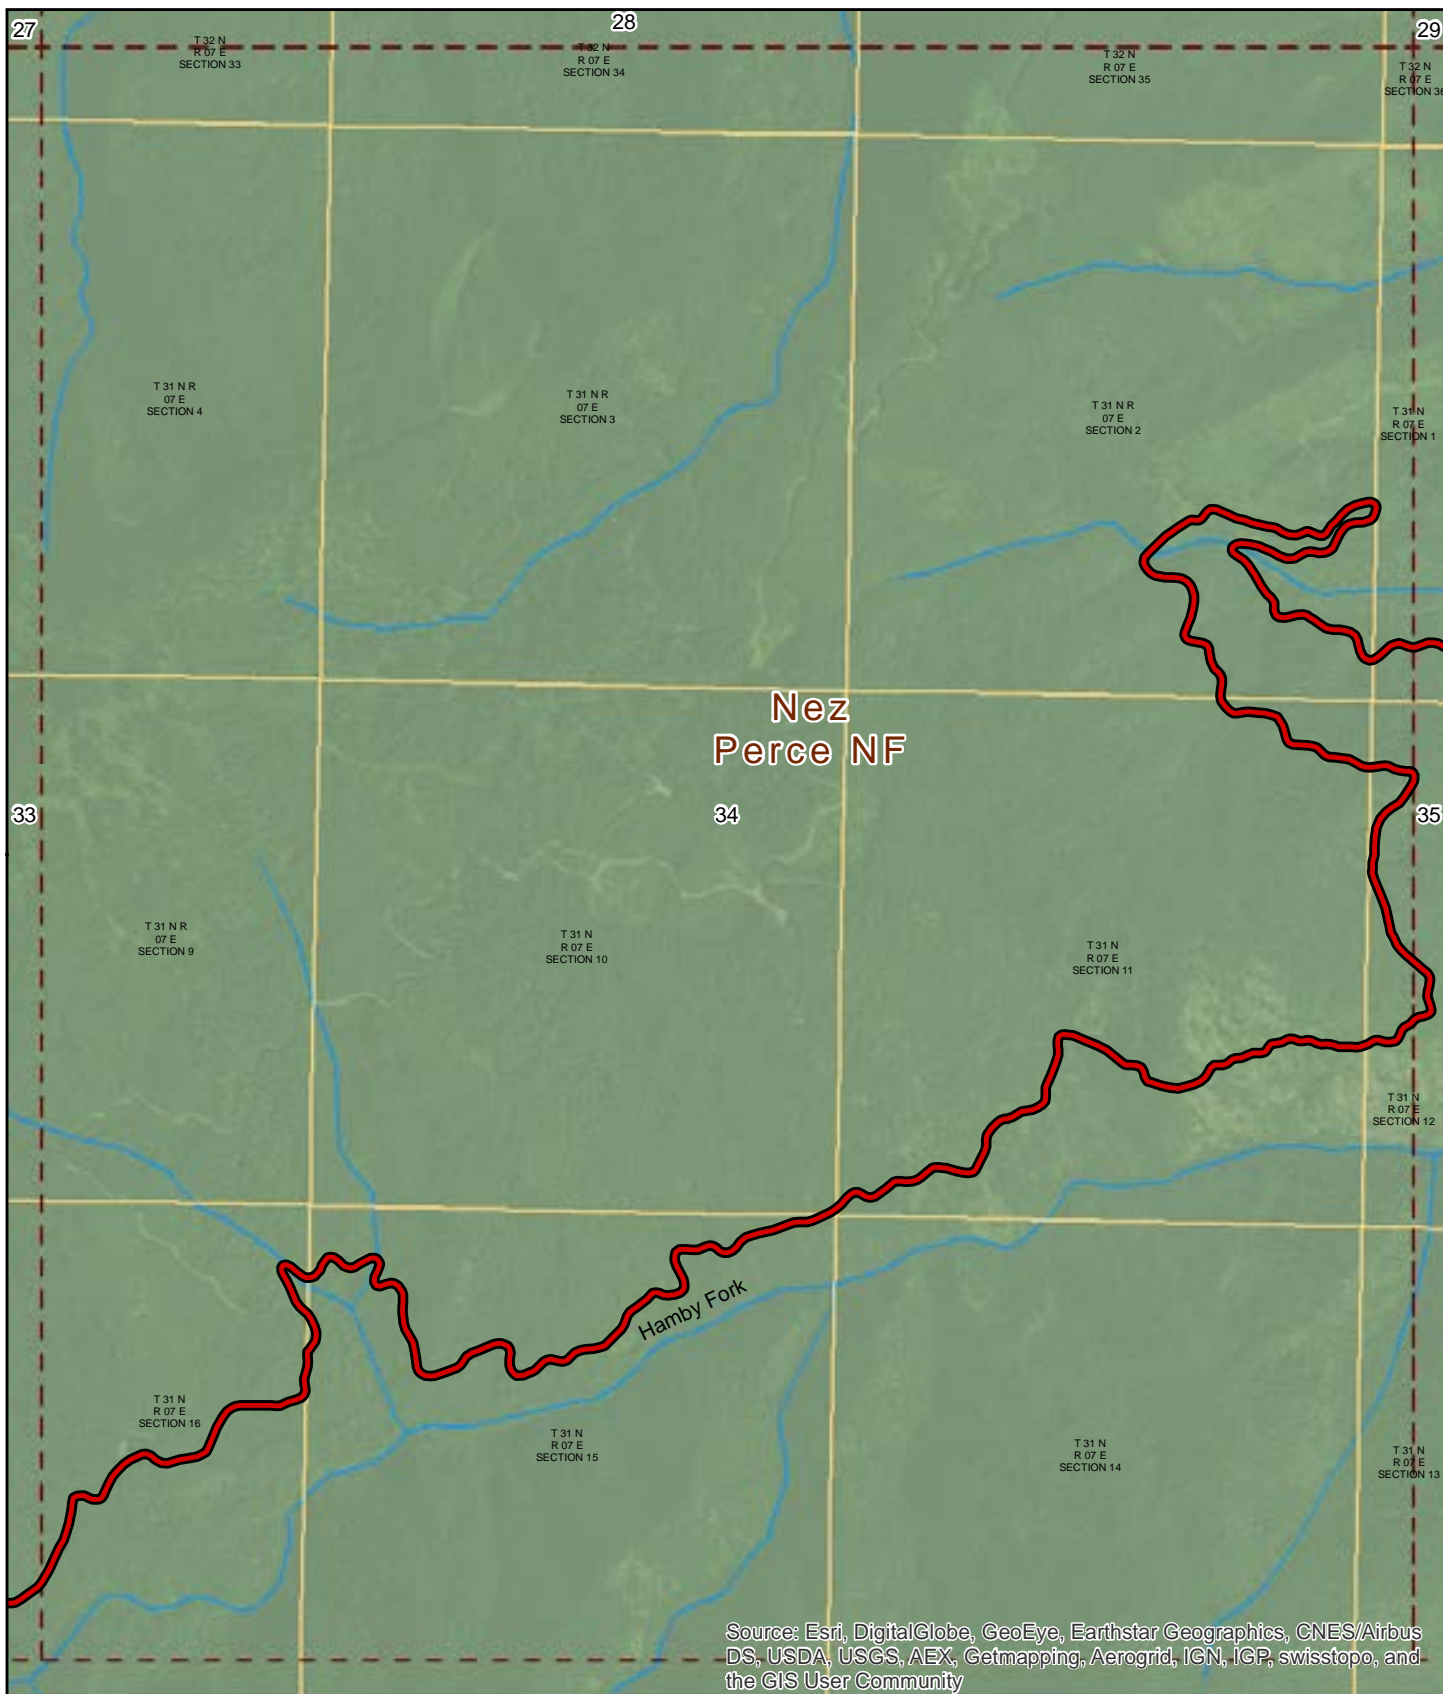 27
28
29
T 32 N
R 07 E
SECTION 33
T 32 N
R 07 E
SECTION 34
T 32 N
R 07 E
SECTION 35
T 32 N
R 07 E
SECTION 36
T 31 N R
07 E
SECTION 4
T 31 N R
07 E
SECTION 3
T 31 N R
07 E
SECTION 2
T 31 N
R 07 E
SECTION 1
Nez
Perce NF
33
34
35
T 31 N R
07 E
SECTION 9
T 31 N
R 07 E
SECTION 10
T 31 N
R 07 E
SECTION 11
T 31 N
R 07 E
SECTION 12
Hamby Fork
T 31 N
R 07 E
SECTION 16
T 31 N
R 07 E
SECTION 15
T 31 N
R 07 E
SECTION 14
T 31 N
R 07 E
SECTION 13
Source: Esri, DigitalGlobe, GeoEye, Earthstar Geographics, CNES/Airbus
DS, USDA, USGS, AEX, Getmapping, Aerogrid, IGN, IGP, swisstopo, and
the GIS User Community